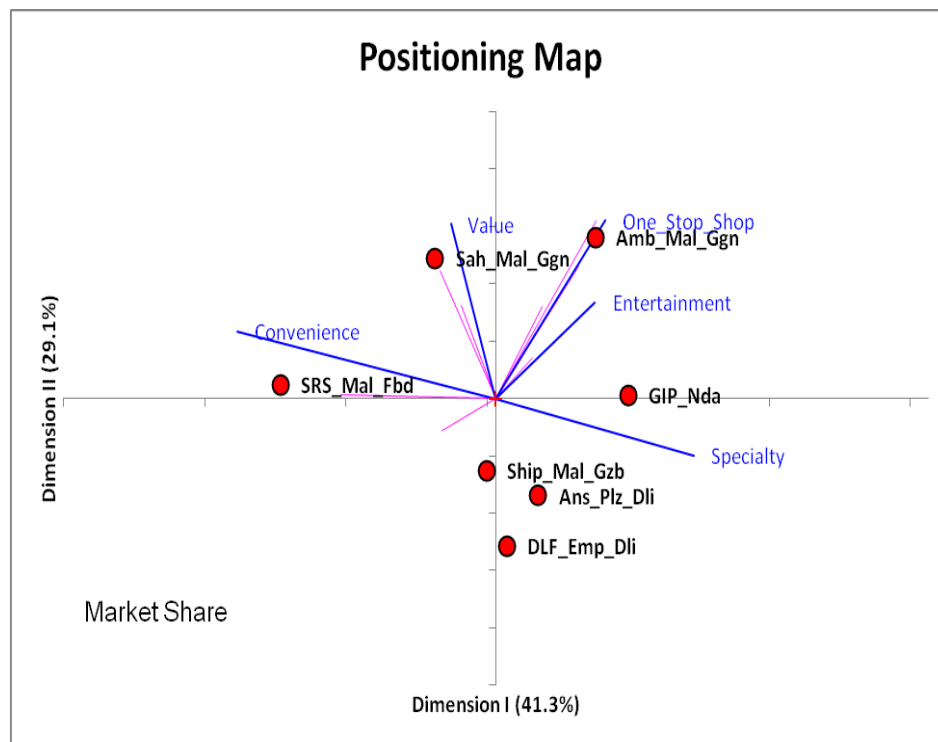 Positioning Map
Value
One_Stop_Shop
Amb_Mal_Ggn
Sah_Mal_Ggn
Entertainment
Convenience
SRS_Mal_Fbd
GIP_Nda
Specialty
Ship_Mal_Gzb
Ans_Plz_Dli
DLF_Emp_Dli
Dimension II (29.1%)
Market Share
Dimension I (41.3%)